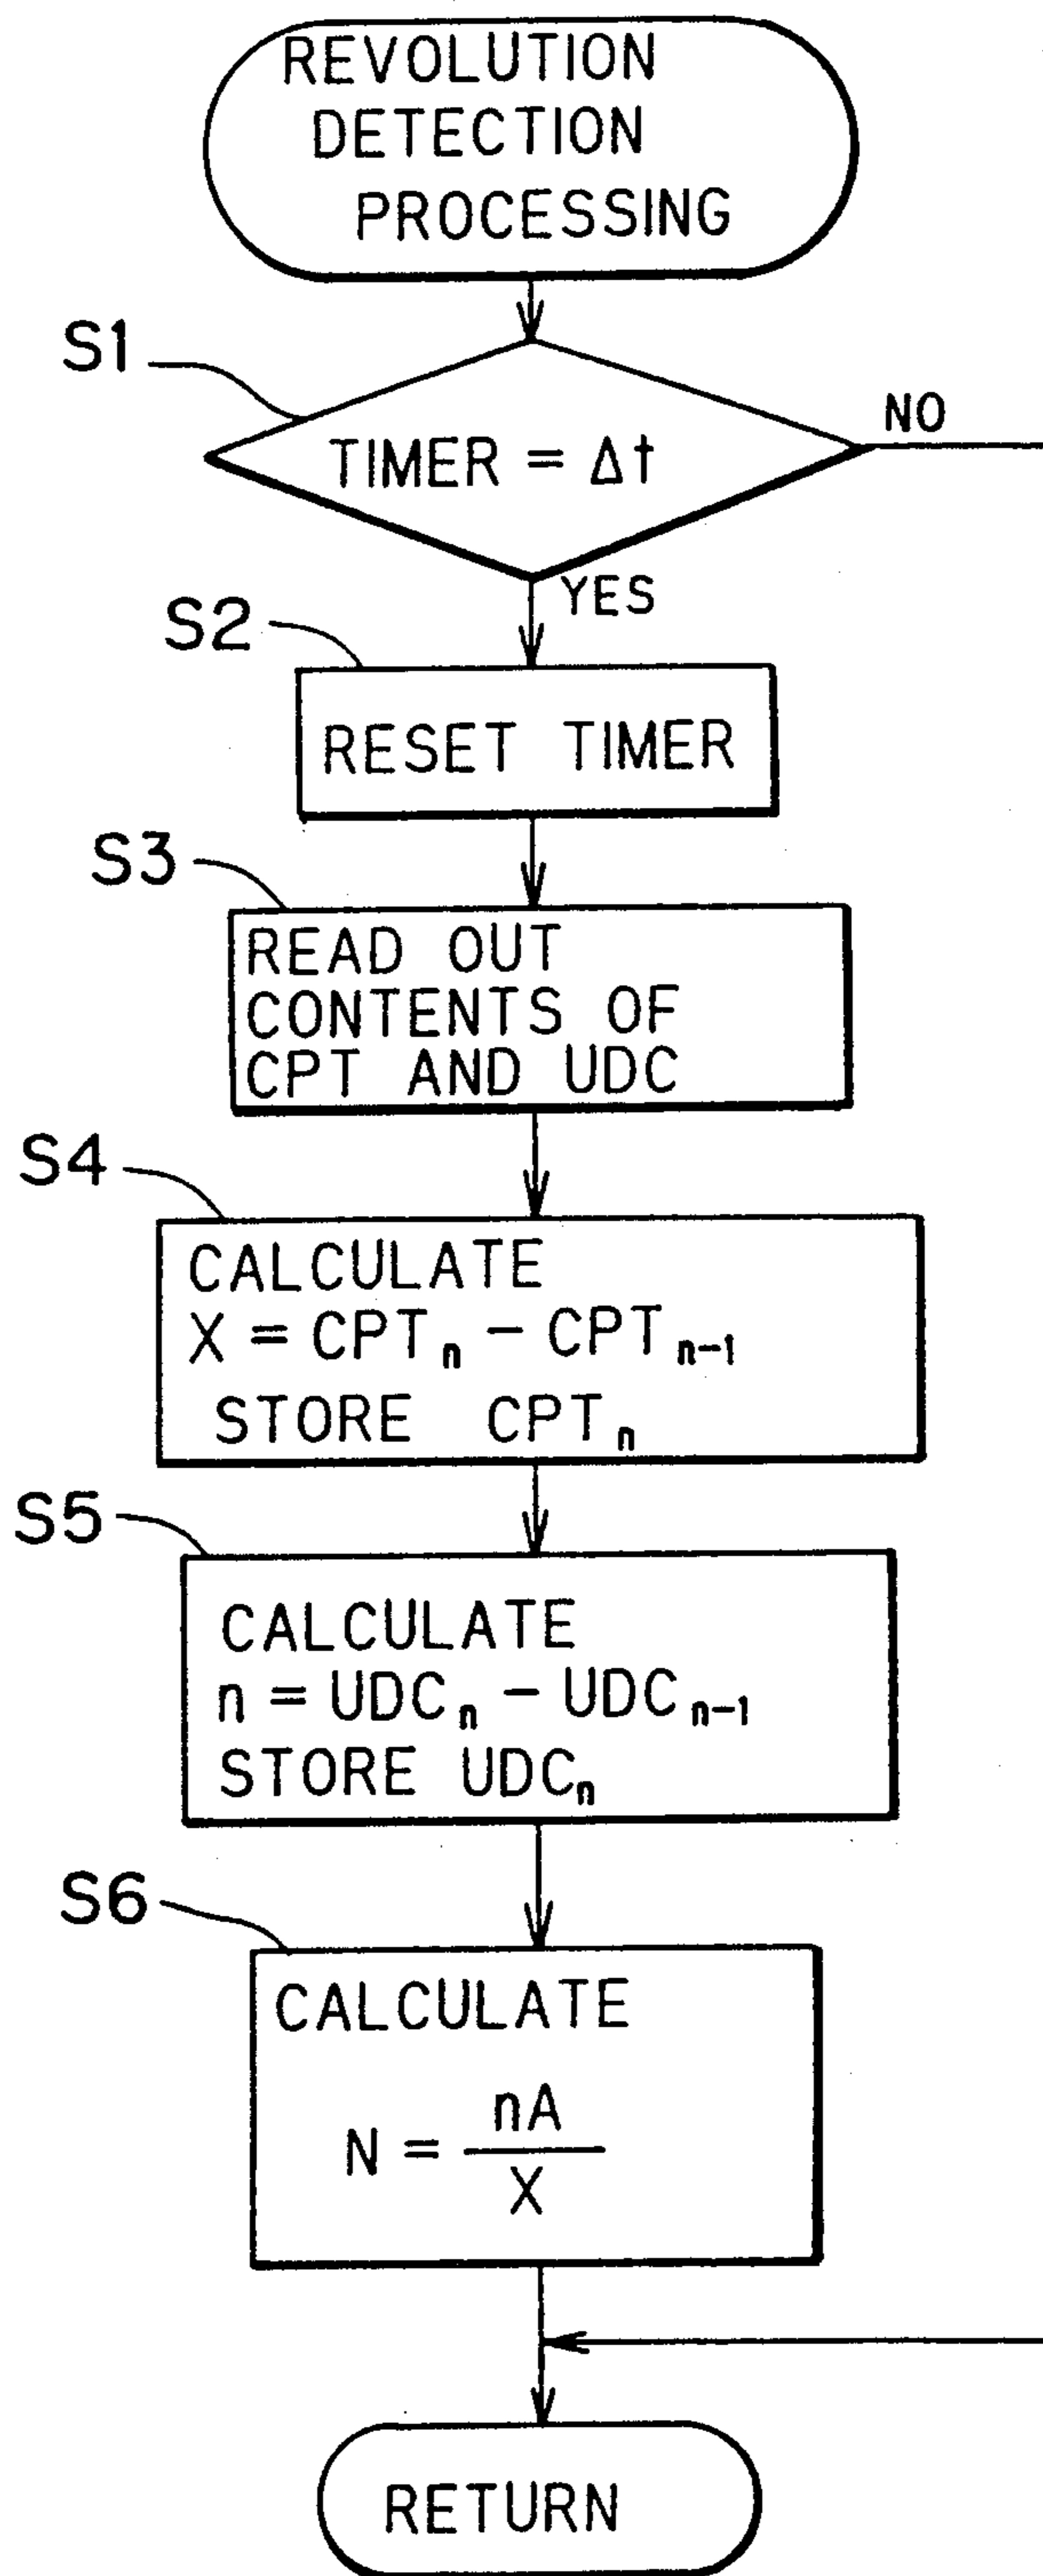 REVOLUTION
DETECTION
PROCESSING
S1
NO
TIMER = Δt
YES
S2
RESET TIMER
S3
READ OUT
CONTENTS OF
CPT AND UDC
S4
CALCULATE
X = CPTₙ − CPTₙ₋₁
STORE CPTₙ
S5
CALCULATE
n = UDCₙ − UDCₙ₋₁
STORE UDCₙ
S6
CALCULATE
N = nA / X
RETURN